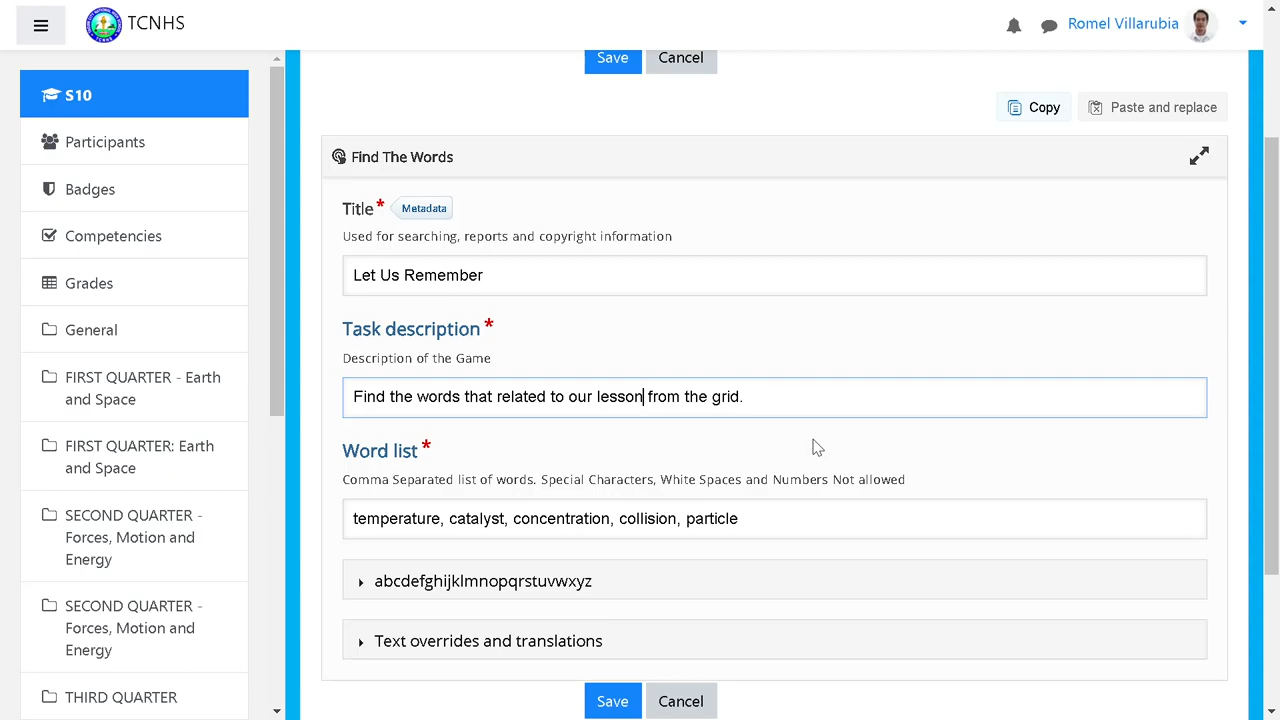 TCNHS
Romel Villarubia
Save
Cancel
S10
Participants
Badges
Competencies
Grades
General
FIRST QUARTER - Earth
and Space
FIRST QUARTER: Earth
and Space
SECOND QUARTER -
Forces, Motion and
Energy
SECOND QUARTER -
Forces, Motion and
Energy
THIRD QUARTER
Copy
Paste and replace
Find The Words
Title* Metadata
Used for searching, reports and copyright information
Let Us Remember
Task description *
Description of the Game
Find the words that related to our lesson from the grid.
Word list *
Comma Separated list of words. Special Characters, White Spaces and Numbers Not allowed
temperature, catalyst, concentration, collision, particle
abcdefghijklmnopqrstuvwxyz
Text overrides and translations
Save
Cancel